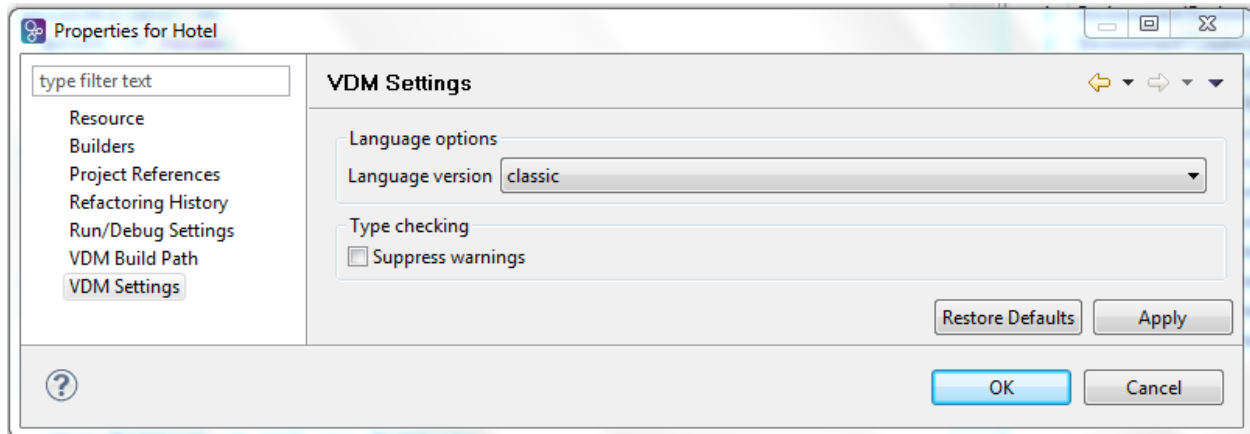 Properties for Hotel
type filter text
Resource
Builders
Project References
Refactoring History
Run/Debug Settings
VDM Build Path
VDM Settings
VDM Settings
Language options
Language version classic
Type checking
Suppress warnings
Restore Defaults Apply
? OK Cancel